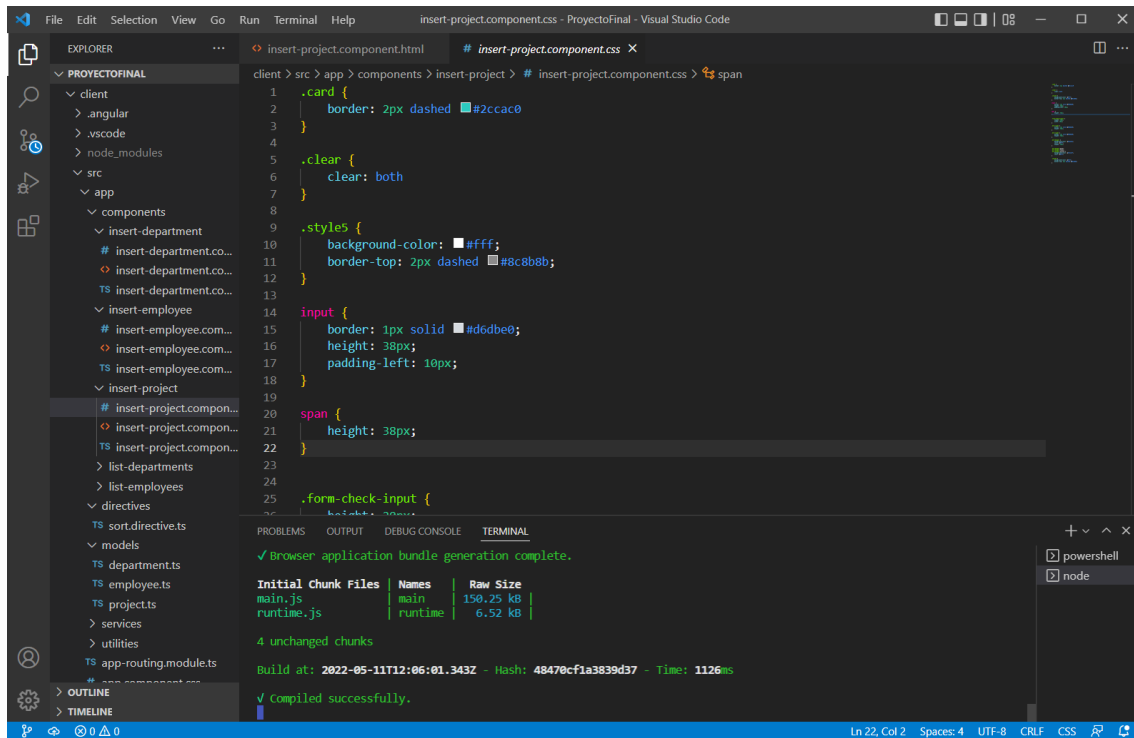 File Edit Selection View Go Run Terminal Help insert-project.component.css - ProyectoFinal - Visual Studio Code
EXPLORER
PROYECTOFINAL
client
.angular
.vscode
node_modules
src
app
components
insert-department
# insert-department.co...
<> insert-department.co...
TS insert-department.co...
insert-employee
# insert-employee.com...
<> insert-employee.com...
TS insert-employee.com...
insert-project
# insert-project.compon...
<> insert-project.compon...
TS insert-project.compon...
list-departments
list-employees
directives
TS sort.directive.ts
models
TS department.ts
TS employee.ts
TS project.ts
services
utilities
TS app-routing.module.ts
# app.component.css
OUTLINE
TIMELINE
<> insert-project.component.html # insert-project.component.css
client > src > app > components > insert-project > # insert-project.component.css > span
1 .card {
2 border: 2px dashed #2ccac0
3 }
4
5 .clear {
6 clear: both
7 }
8
9 .style5 {
10 background-color: #fff;
11 border-top: 2px dashed #8c8b8b;
12 }
13
14 input {
15 border: 1px solid #d6dbe0;
16 height: 38px;
17 padding-left: 10px;
18 }
19
20 span {
21 height: 38px;
22 }
23
24
25 .form-check-input {
PROBLEMS OUTPUT DEBUG CONSOLE TERMINAL
√ Browser application bundle generation complete.
Initial Chunk Files | Names | Raw Size
main.js | main | 150.25 kB |
runtime.js | runtime | 6.52 kB |
4 unchanged chunks
Build at: 2022-05-11T12:06:01.343Z - Hash: 48470cf1a3839d37 - Time: 1126ms
√ Compiled successfully.
powershell
node
0 0 Ln 22, Col 2 Spaces: 4 UTF-8 CRLF CSS